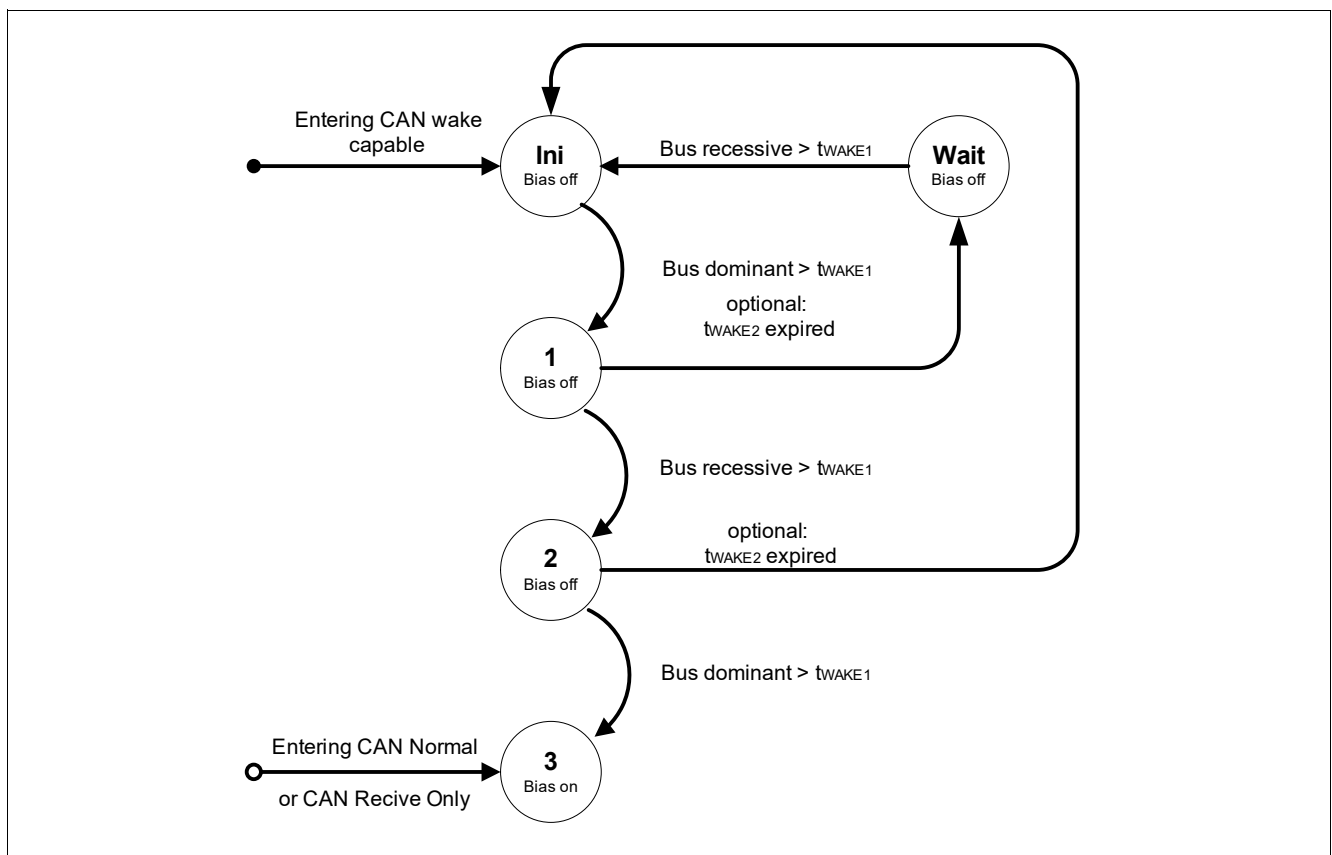 Entering CAN wake
capable
Ini
Bias off
Bus recessive > tWAKE1
Wait
Bias off
Bus dominant > tWAKE1
optional:
tWAKE2 expired
1
Bias off
Bus recessive > tWAKE1
optional:
tWAKE2 expired
2
Bias off
Bus dominant > tWAKE1
Entering CAN Normal
or CAN Recive Only
3
Bias on